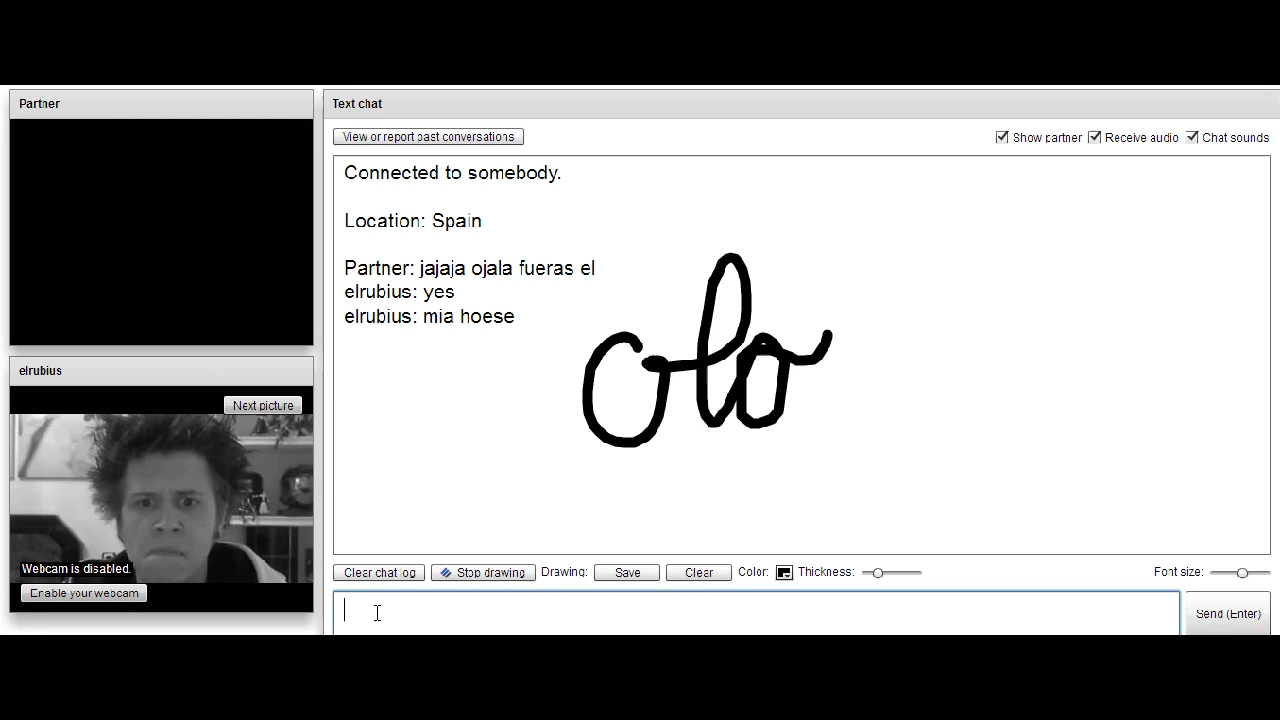 Partner
Text chat
View or report past conversations
Show partner
Receive audio
Chat sounds
Connected to somebody.
Location: Spain
Partner: jajaja ojala fueras el
elrubius: yes
elrubius: mia hoese
olo
elrubius
Next picture
Webcam is disabled.
Enable your webcam
Clear chat log
Stop drawing
Drawing:
Save
Clear
Color:
Thickness:
Font size:
Send (Enter)